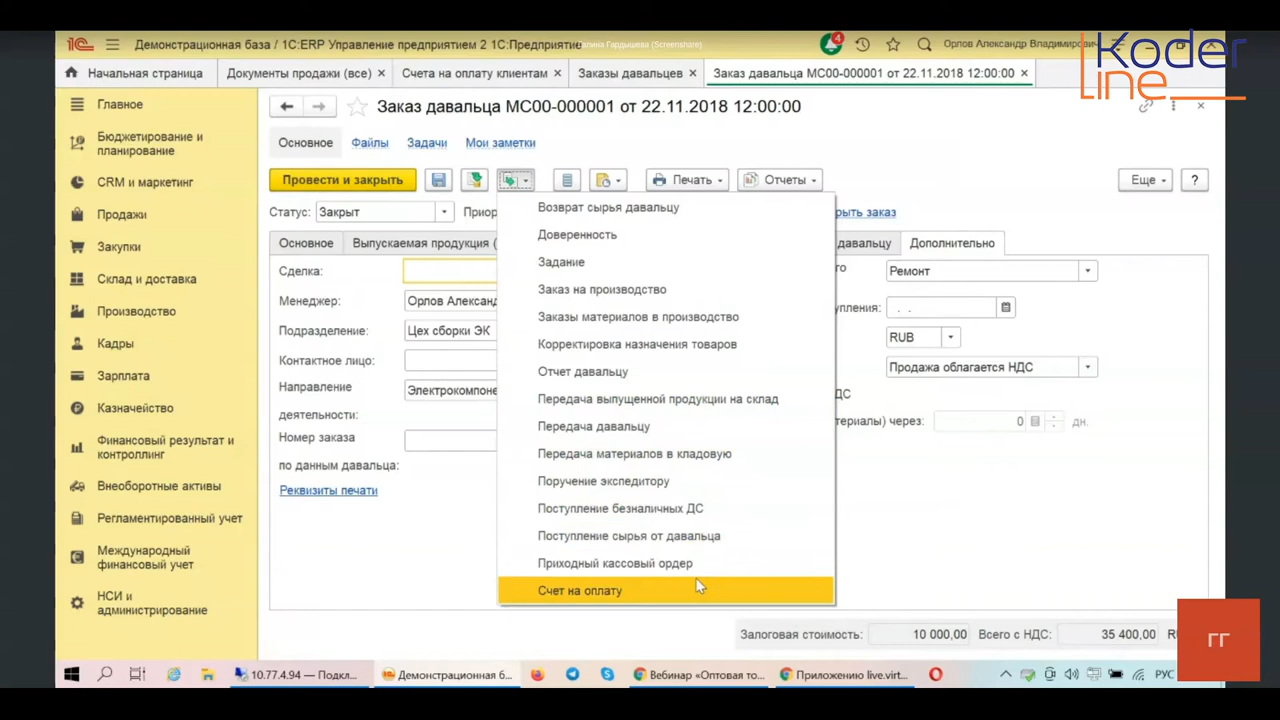 Демонстрационная база / 1С:ERP Управление предприятием 2 1С:Предприятие
Галина Гардышева (Screenshare)
4
Орлов Александр Владимирович
Koder
line
Начальная страница
Документы продажи (все) ×
Счета на оплату клиентам ×
Заказы давальцев ×
Заказ давальца МС00-000001 от 22.11.2018 12:00:00 ×
Главное
Бюджетирование и
планирование
CRM и маркетинг
Продажи
Закупки
Склад и доставка
Производство
Кадры
Зарплата
Казначейство
Финансовый результат и
контроллинг
Внеоборотные активы
Регламентированный учет
Международный
финансовый учет
НСИ и
администрирование
Заказ давальца МС00-000001 от 22.11.2018 12:00:00
Основное
Файлы
Задачи
Мои заметки
Провести и закрыть
Печать
Отчеты
Еще
?
Статус:
Закрыт
Приор
рыть заказ
Основное
Выпускаемая продукция (
давальцу
Дополнительно
Сделка:
Менеджер:
Орлов Александ
Подразделение:
Цех сборки ЭК
Контактное лицо:
Направление
деятельности:
Электрокомпоне
Номер заказа
по данным давальца:
Реквизиты печати
Возврат сырья давальцу
Доверенность
Задание
Заказ на производство
Заказы материалов в производство
Корректировка назначения товаров
Отчет давальцу
Передача выпущенной продукции на склад
Передача давальцу
Передача материалов в кладовую
Поручение экспедитору
Поступление безналичных ДС
Поступление сырья от давальца
Приходный кассовый ордер
Счет на оплату
го
Ремонт
упления:
. .
RUB
Продажа облагается НДС
ДС
териалы) через:
0
дн.
Залоговая стоимость:
10 000,00
Всего с НДС:
35 400,00
ГГ
10.77.4.94 — Подкл...
Демонстрационная б...
Вебинар «Оптовая то...
Приложению live.virt...
РУС